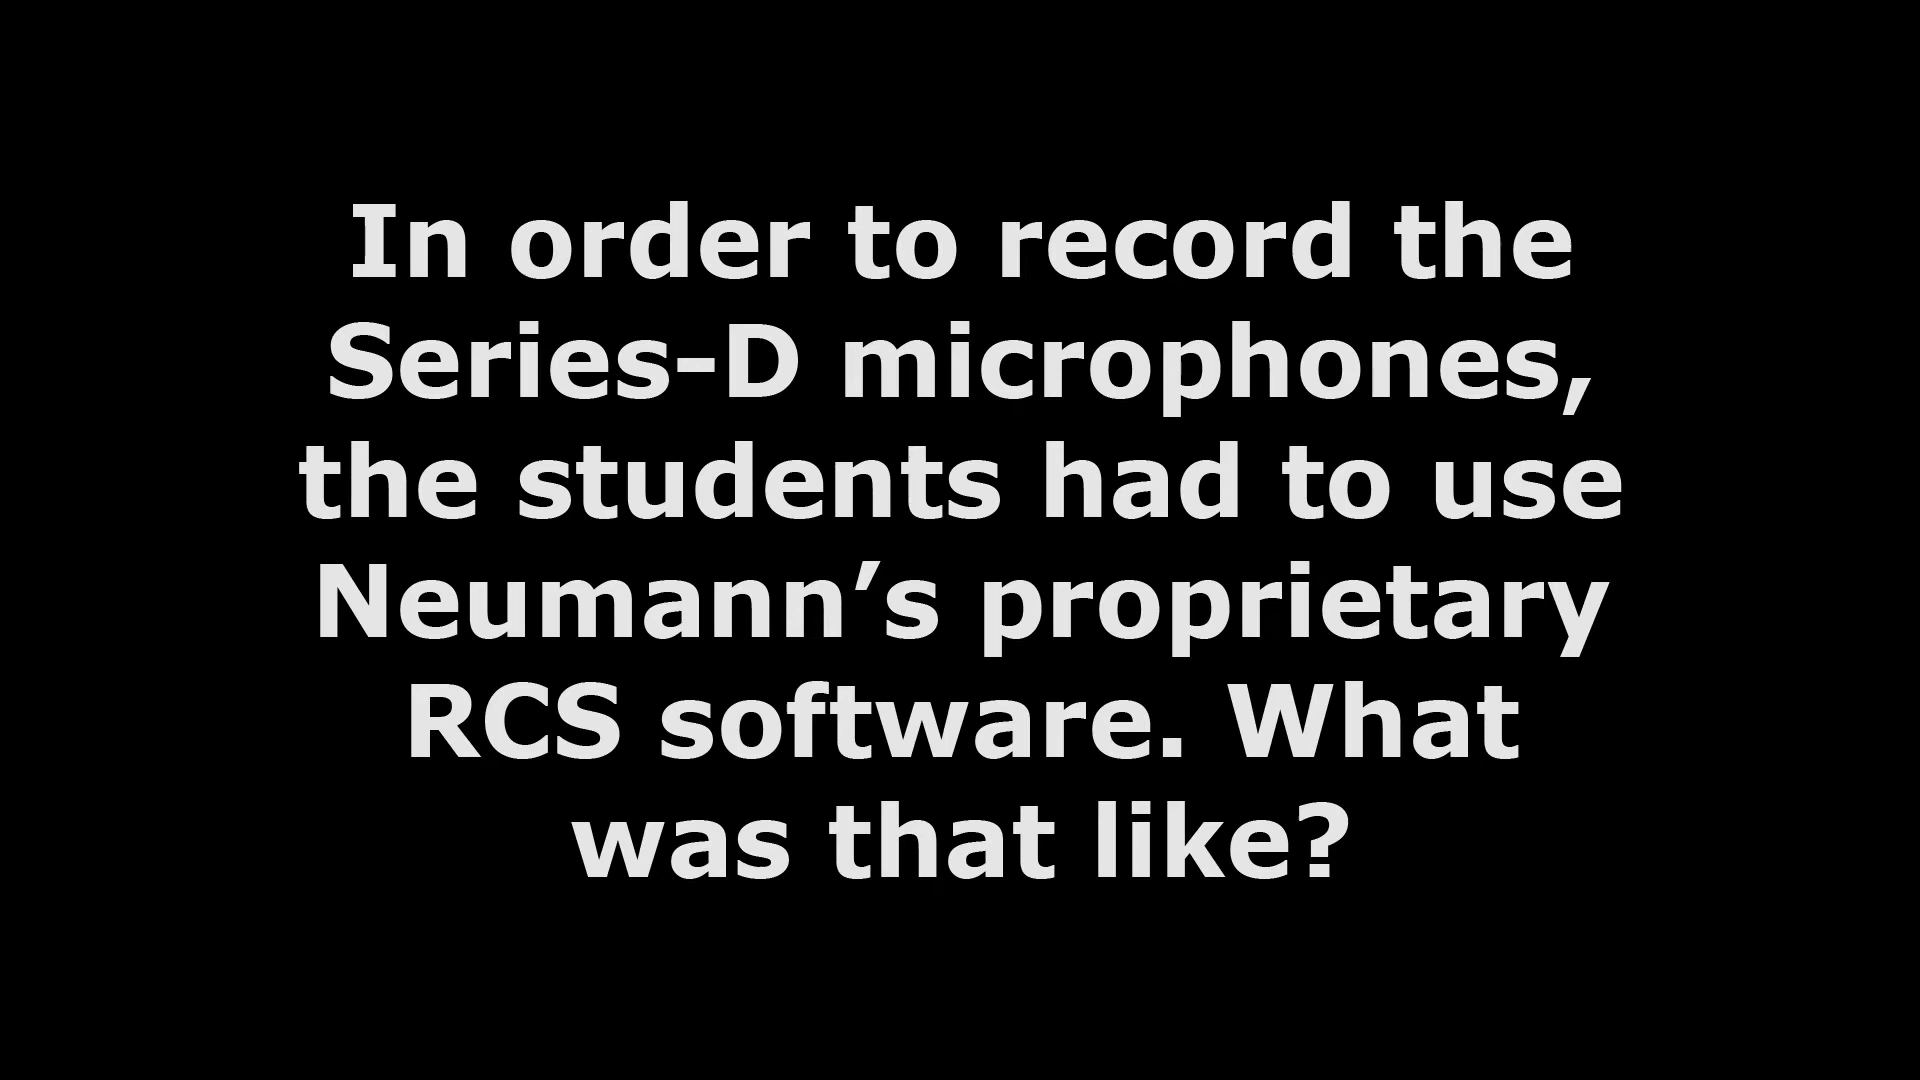 In order to record the
Series-D microphones,
the students had to use
Neumann’s proprietary
RCS software. What
was that like?